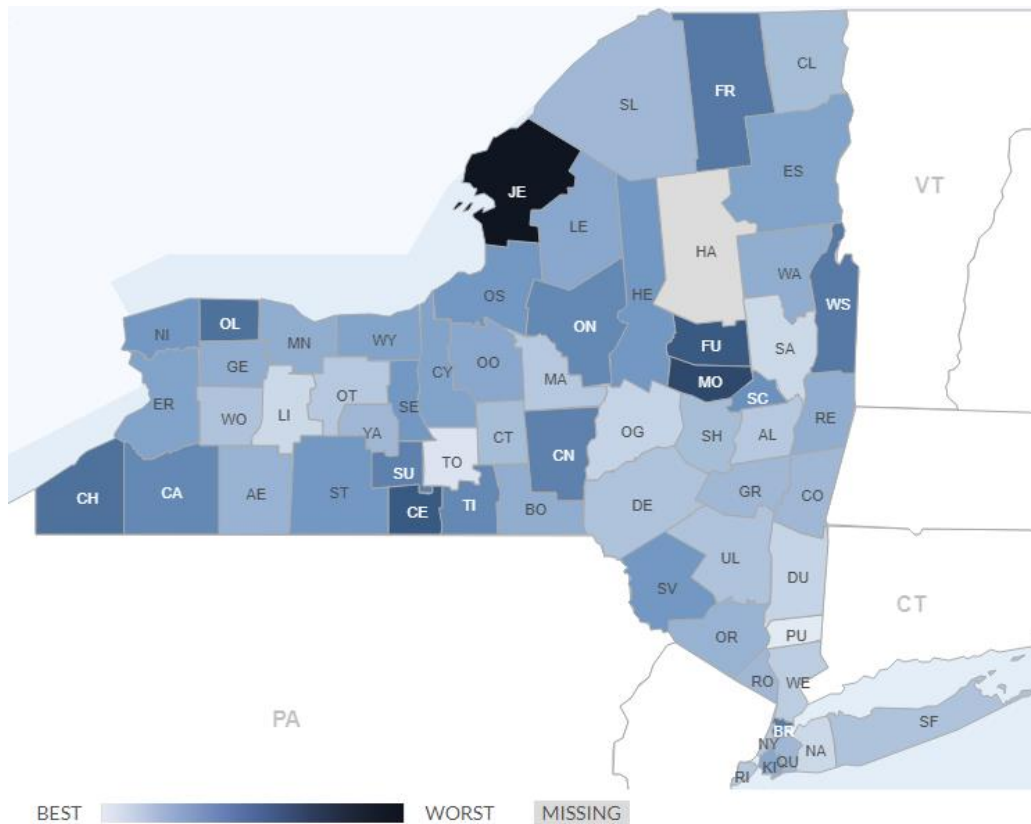 CL
FR
SL
ES
VT
JE
LE
HA
WA
HE
OS
WS
NI
OL
ON
MN
WY
FU
SA
GE
CY
OO
MO
MA
SC
ER
WO
LI
OT
SE
YA
CT
OG
SH
AL
RE
TO
SU
CN
CH
CA
AE
ST
CE
TI
BO
DE
GR
CO
UL
DU
SV
CT
OR
PU
RO
WE
PA
BR
SF
NY
NA
KI
QU
RI
BEST WORST MISSING